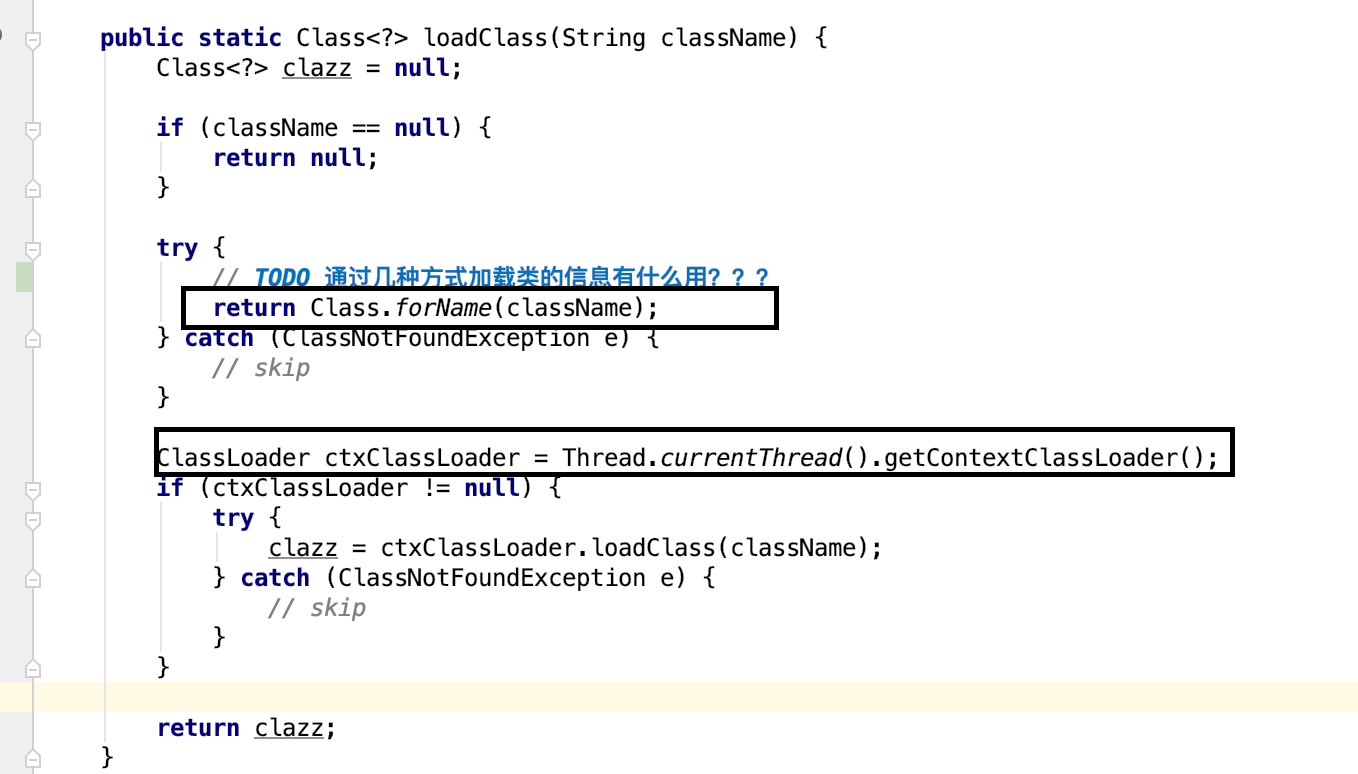 public static Class<?> loadClass(String className) {
Class<?> clazz = null;
if (className == null) {
return null;
}
try {
// TODO 通过几种方式加载类的信息有什么用？？？
return Class.forName(className);
} catch (ClassNotFoundException e) {
// skip
}
ClassLoader ctxClassLoader = Thread.currentThread().getContextClassLoader();
if (ctxClassLoader != null) {
try {
clazz = ctxClassLoader.loadClass(className);
} catch (ClassNotFoundException e) {
// skip
}
}
return clazz;
}